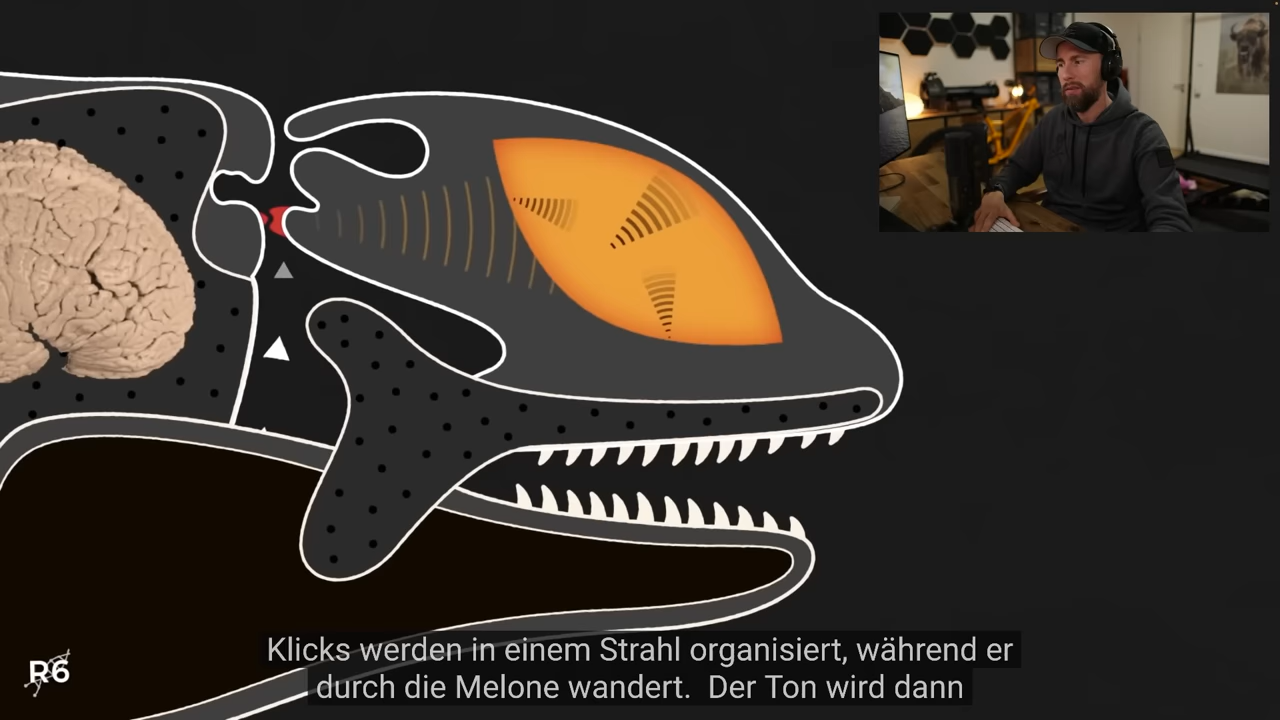 Klicks werden in einem Strahl organisiert, während er
durch die Melone wandert.  Der Ton wird dann
R6